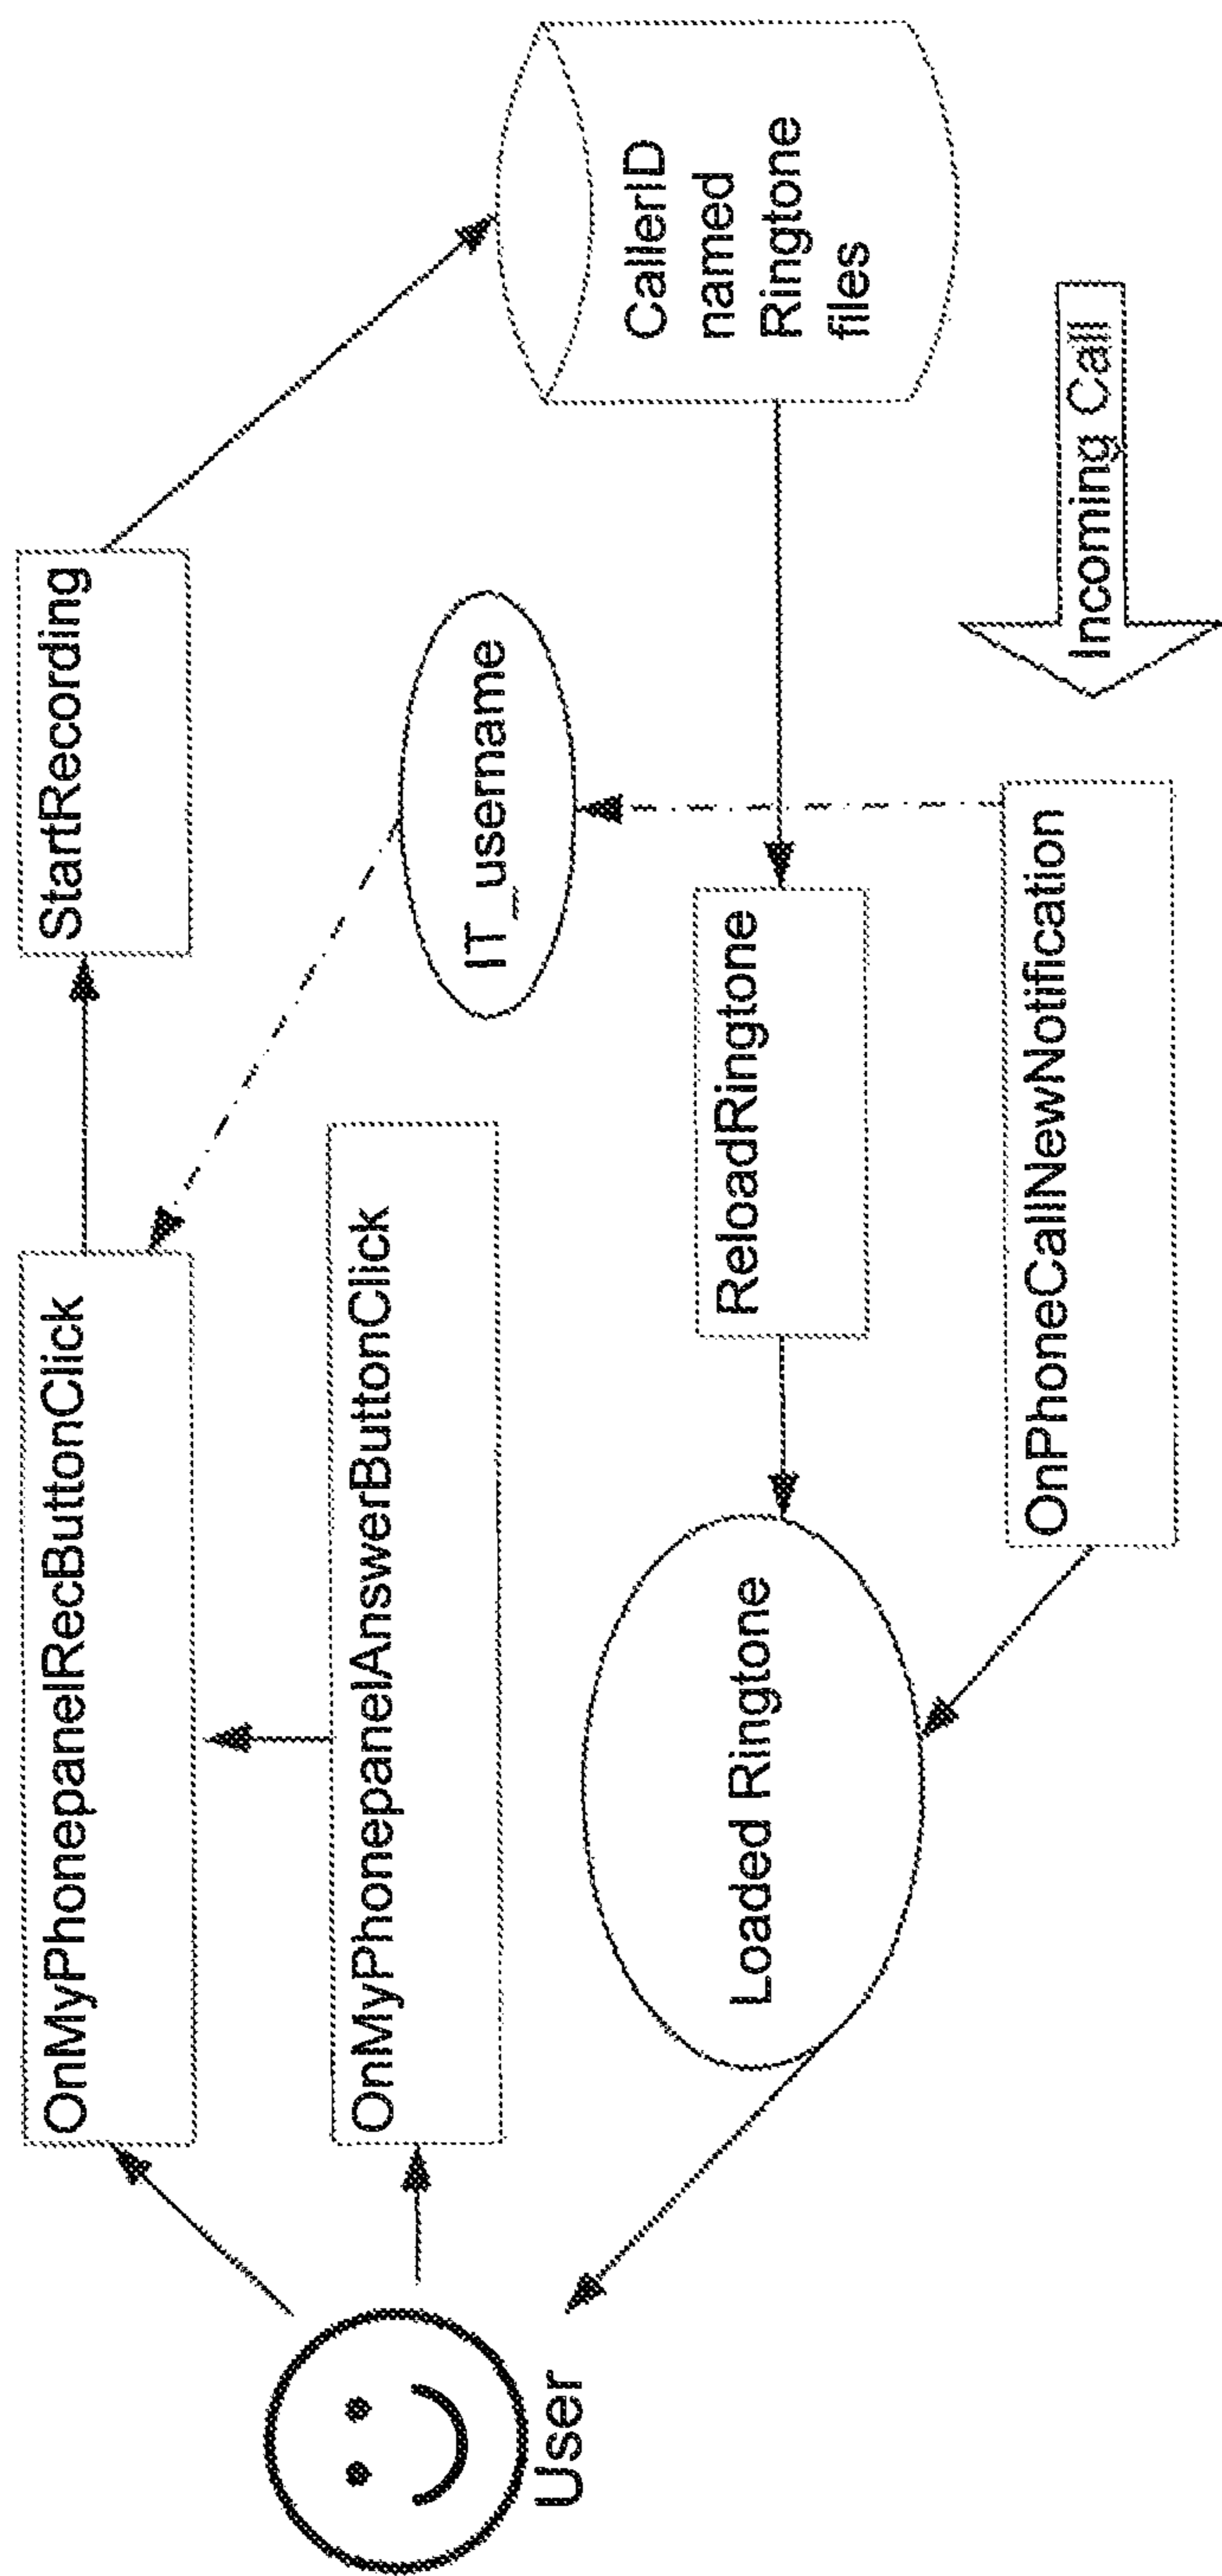 OnMyPhonepanelRecButtonClick
StartRecording
OnMyPhonepanelAnswerButtonClick
IT_username
CallerID
named
Ringtone
files
User
Loaded Ringtone
ReloadRingtone
OnPhoneCallNewNotification
Incoming Call